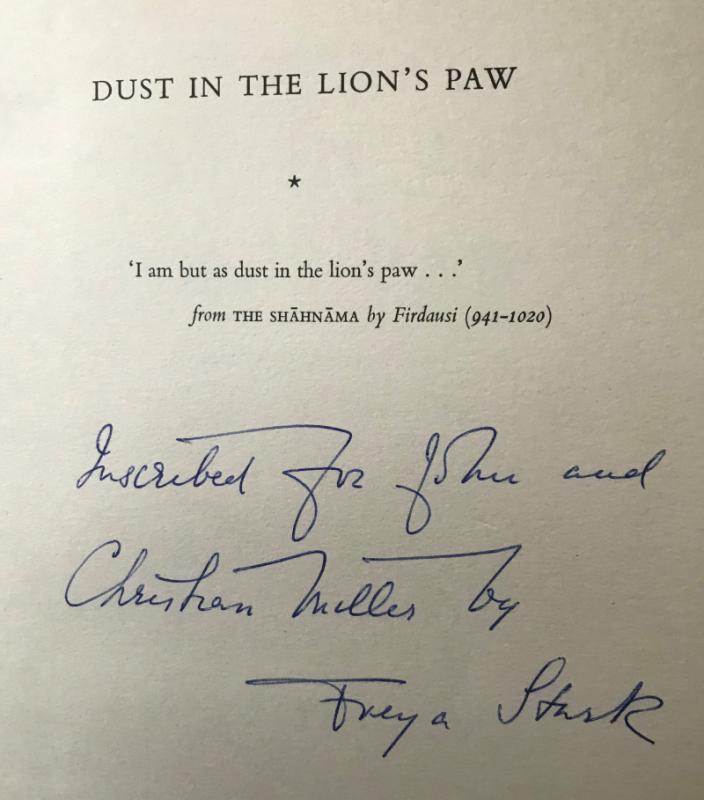 DUST IN THE LION'S PAW
★
‘I am but as dust in the lion's paw . . .’
from THE SHĀHNĀMA by Firdausi (941–1020)
Inscribed for John and
Christian Miller by
Freya Stark